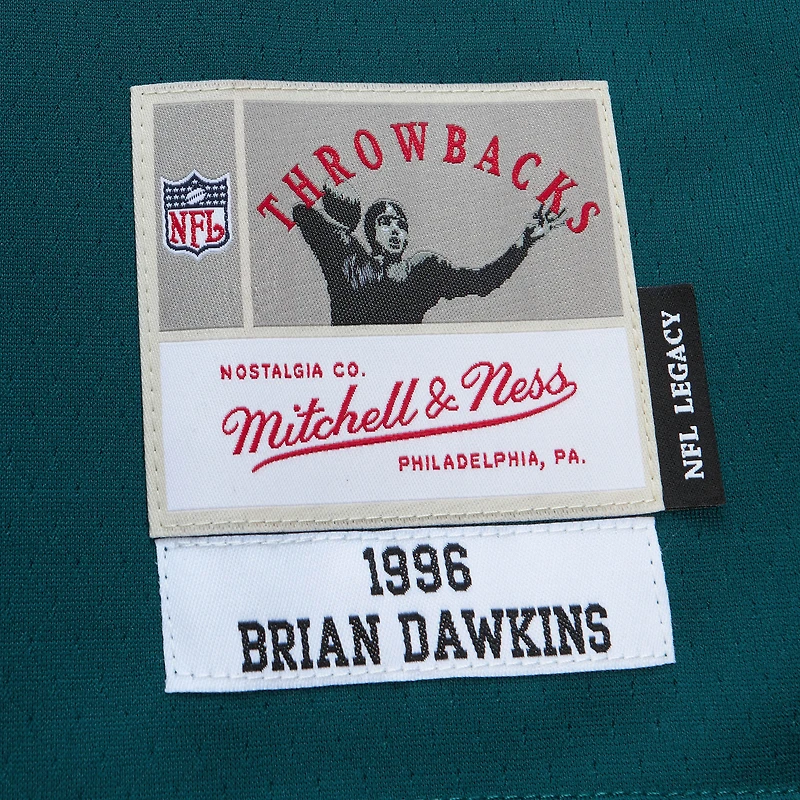 THROWBACKS
NFL
NOSTALGIA CO.
Mitchell & Ness
PHILADELPHIA, PA.
NFL LEGACY
1996
BRIAN DAWKINS